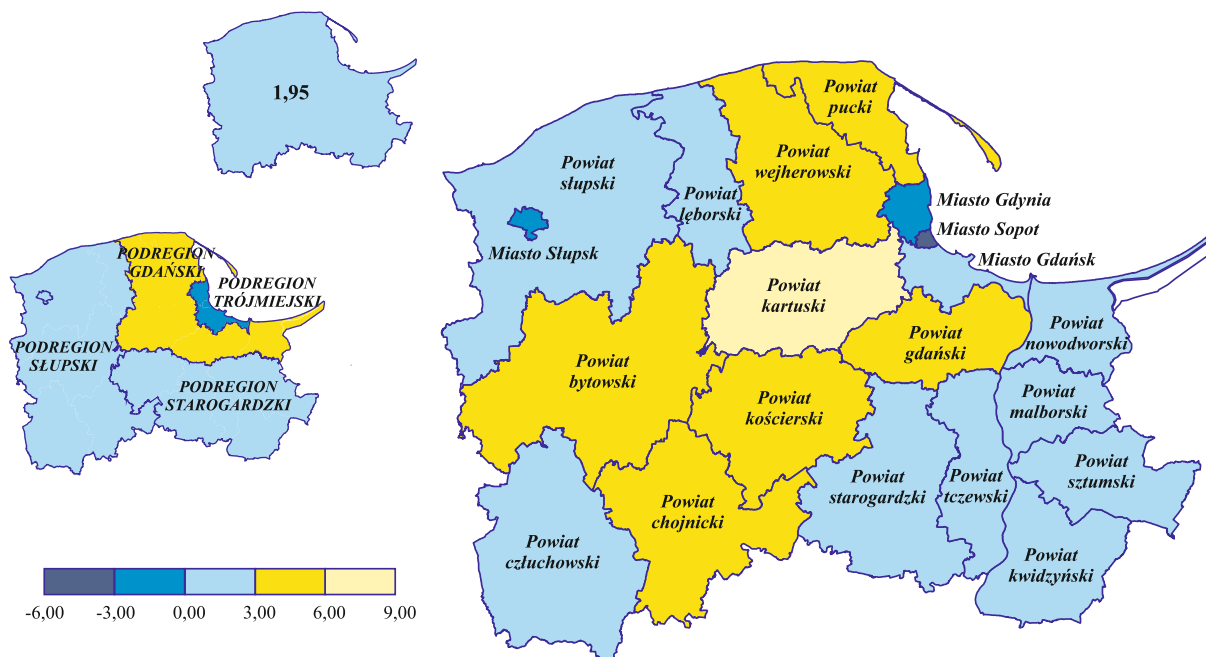 1,95
PODREGION
GDAŃSKI
PODREGION
TRÓJMIEJSKI
PODREGION
SŁUPSKI
PODREGION
STAROGARDZKI
-6,00 -3,00 0,00 3,00 6,00 9,00
Powiat
pucki
Powiat
wejherowski
Powiat
słupski
Powiat
lęborski
Miasto Gdynia
Miasto Sopot
Miasto Gdańsk
Miasto Słupsk
Powiat
kartuski
Powiat
gdański
Powiat
nowodworski
Powiat
bytowski
Powiat
kościerski
Powiat
malborski
Powiat
sztumski
Powiat
starogardzki
Powiat
tczewski
Powiat
chojnicki
Powiat
człuchowski
Powiat
kwidzyński